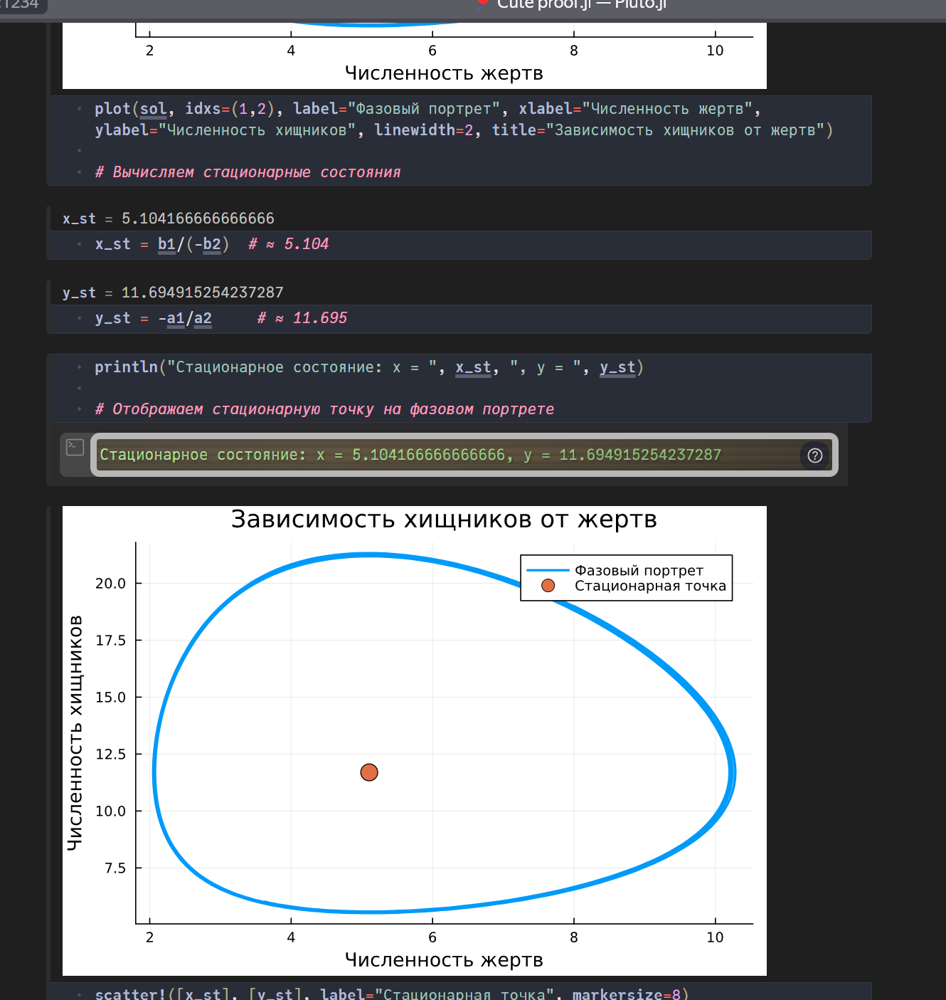 :1234
Cute proof.jl — Pluto.jl
2 4 6 8 10
Численность жертв
plot(sol, idxs=(1,2), label="Фазовый портрет", xlabel="Численность жертв",
ylabel="Численность хищников", linewidth=2, title="Зависимость хищников от жертв")
# Вычисляем стационарные состояния
x_st = 5.104166666666666
x_st = b1/(-b2)  # ≈ 5.104
y_st = 11.694915254237287
y_st = -a1/a2     # ≈ 11.695
println("Стационарное состояние: x = ", x_st, ", y = ", y_st)
# Отображаем стационарную точку на фазовом портрете
Стационарное состояние: x = 5.104166666666666, y = 11.694915254237287
Зависимость хищников от жертв
Фазовый портрет
Стационарная точка
20.0
17.5
15.0
12.5
10.0
7.5
Численность хищников
2 4 6 8 10
Численность жертв
scatter!([x_st], [y_st], label="Стационарная точка", markersize=8)